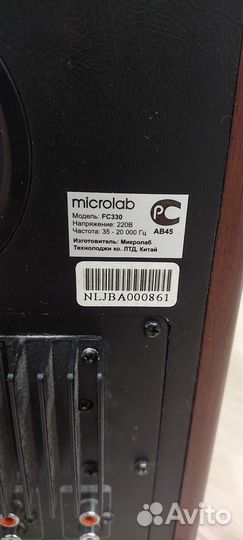 microlab
Модель: FC330
Напряжение: 220В
Частота: 35 - 20 000 Гц
Изготовитель: Микролаб
Технолоджи ко. ЛТД, Китай
РС
АВ45
NLJBA000861
Avito